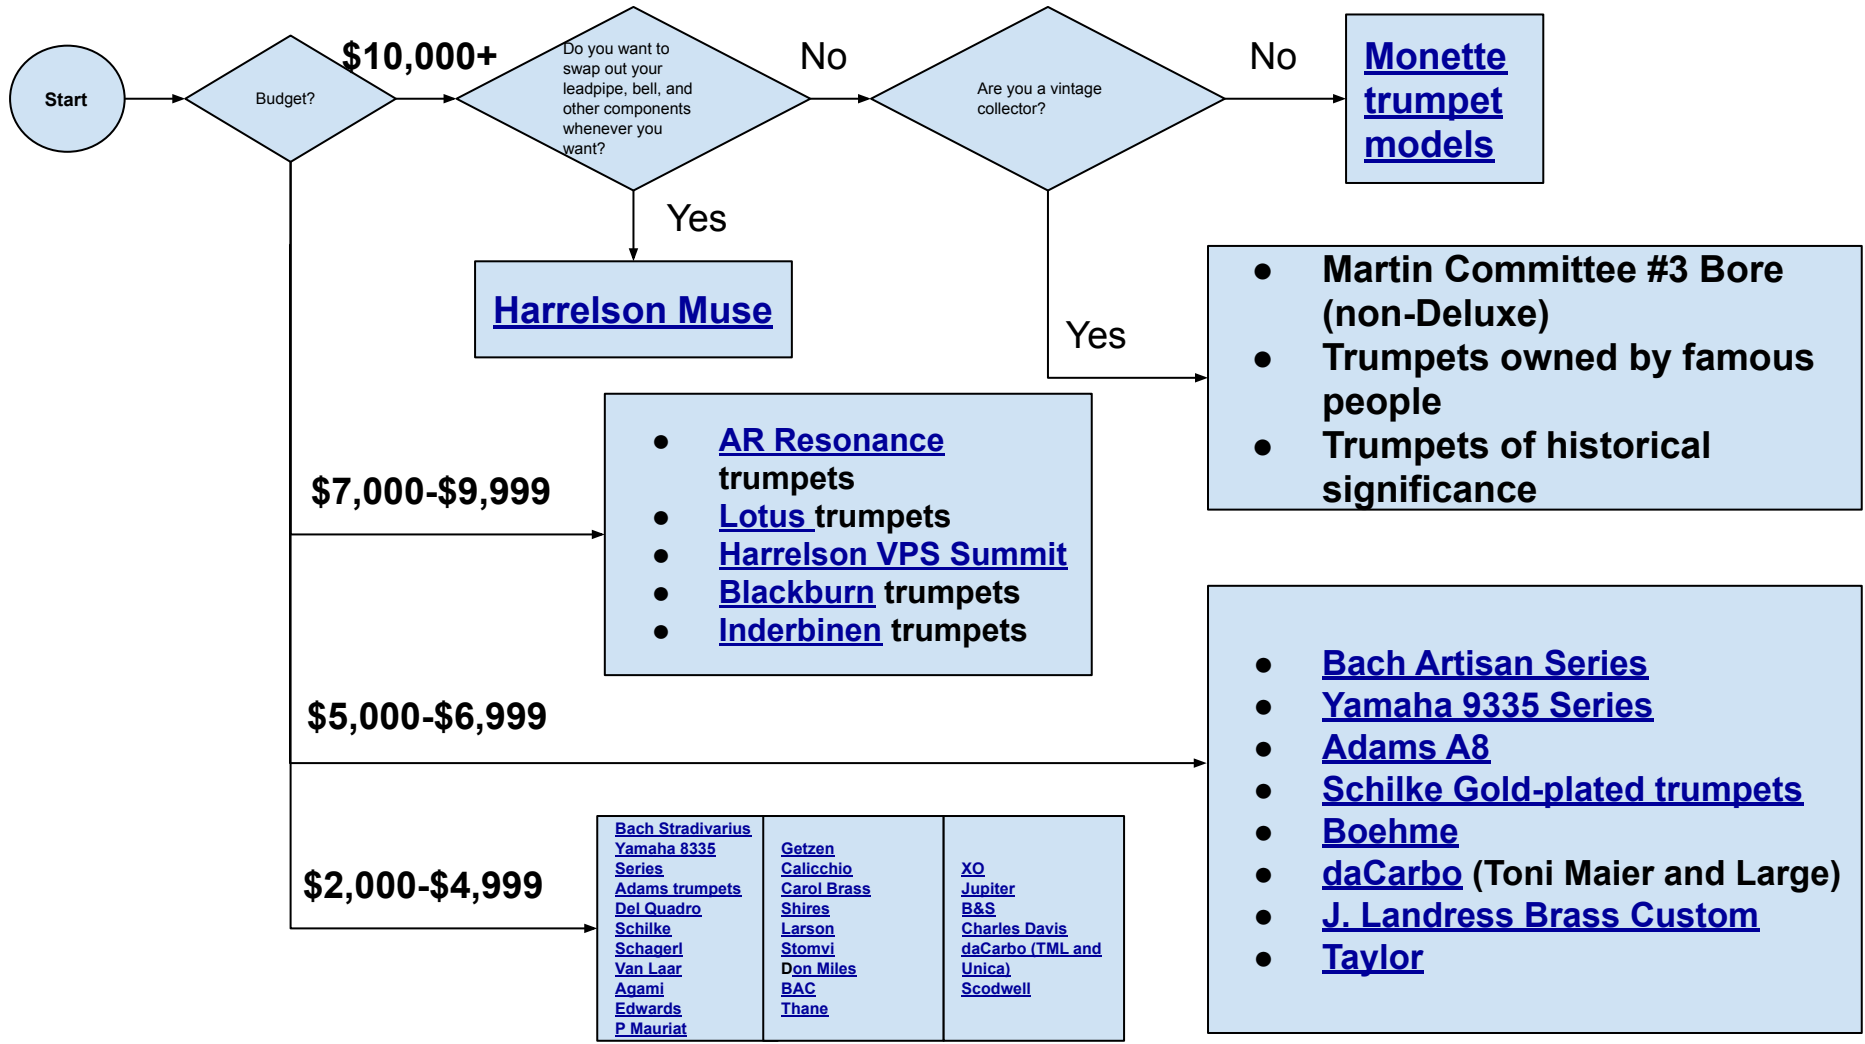 Start
Budget?
$10,000+
Do you want to
swap out your
leadpipe, bell, and
other components
whenever you
want?
No
Are you a vintage
collector?
No
Monette
trumpet
models
Yes
Harrelson Muse
Yes
● Martin Committee #3 Bore
(non-Deluxe)
● Trumpets owned by famous
people
● Trumpets of historical
significance
$7,000-$9,999
● AR Resonance
trumpets
● Lotus trumpets
● Harrelson VPS Summit
● Blackburn trumpets
● Inderbinen trumpets
$5,000-$6,999
● Bach Artisan Series
● Yamaha 9335 Series
● Adams A8
● Schilke Gold-plated trumpets
● Boehme
● daCarbo (Toni Maier and Large)
● J. Landress Brass Custom
● Taylor
$2,000-$4,999
Bach Stradivarius
Yamaha 8335
Series
Adams trumpets
Del Quadro
Schilke
Schagerl
Van Laar
Agami
Edwards
P Mauriat
Getzen
Calicchio
Carol Brass
Shires
Larson
Stomvi
Don Miles
BAC
Thane
XO
Jupiter
B&S
Charles Davis
daCarbo (TML and
Unica)
Scodwell